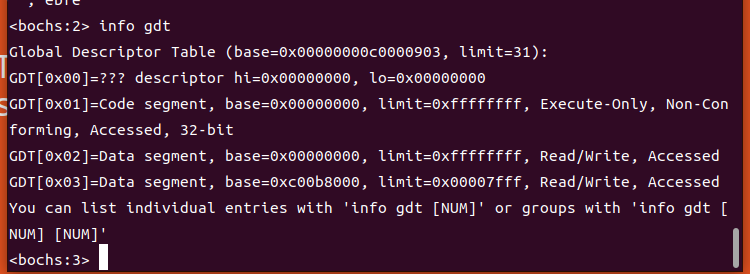 <bochs:2> info gdt
Global Descriptor Table (base=0x00000000c0000903, limit=31):
GDT[0x00]=??? descriptor hi=0x00000000, lo=0x00000000
GDT[0x01]=Code segment, base=0x00000000, limit=0xffffffff, Execute-Only, Non-Con
forming, Accessed, 32-bit
GDT[0x02]=Data segment, base=0x00000000, limit=0xffffffff, Read/Write, Accessed
GDT[0x03]=Data segment, base=0xc00b8000, limit=0x00007fff, Read/Write, Accessed
You can list individual entries with 'info gdt [NUM]' or groups with 'info gdt [
NUM] [NUM]'
<bochs:3>